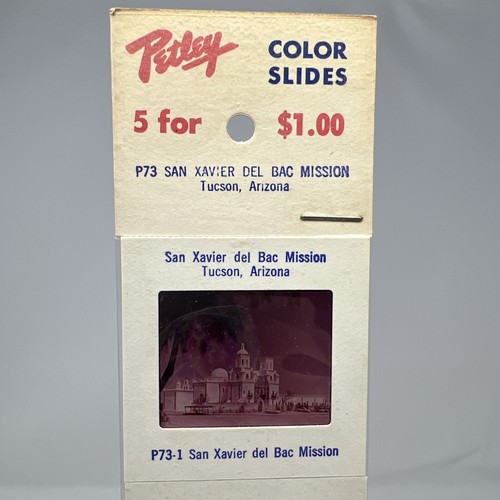 Petley
COLOR
SLIDES
5 for $1.00
P73 SAN XAVIER DEL BAC MISSION
Tucson, Arizona
San Xavier del Bac Mission
Tucson, Arizona
P73-1 San Xavier del Bac Mission